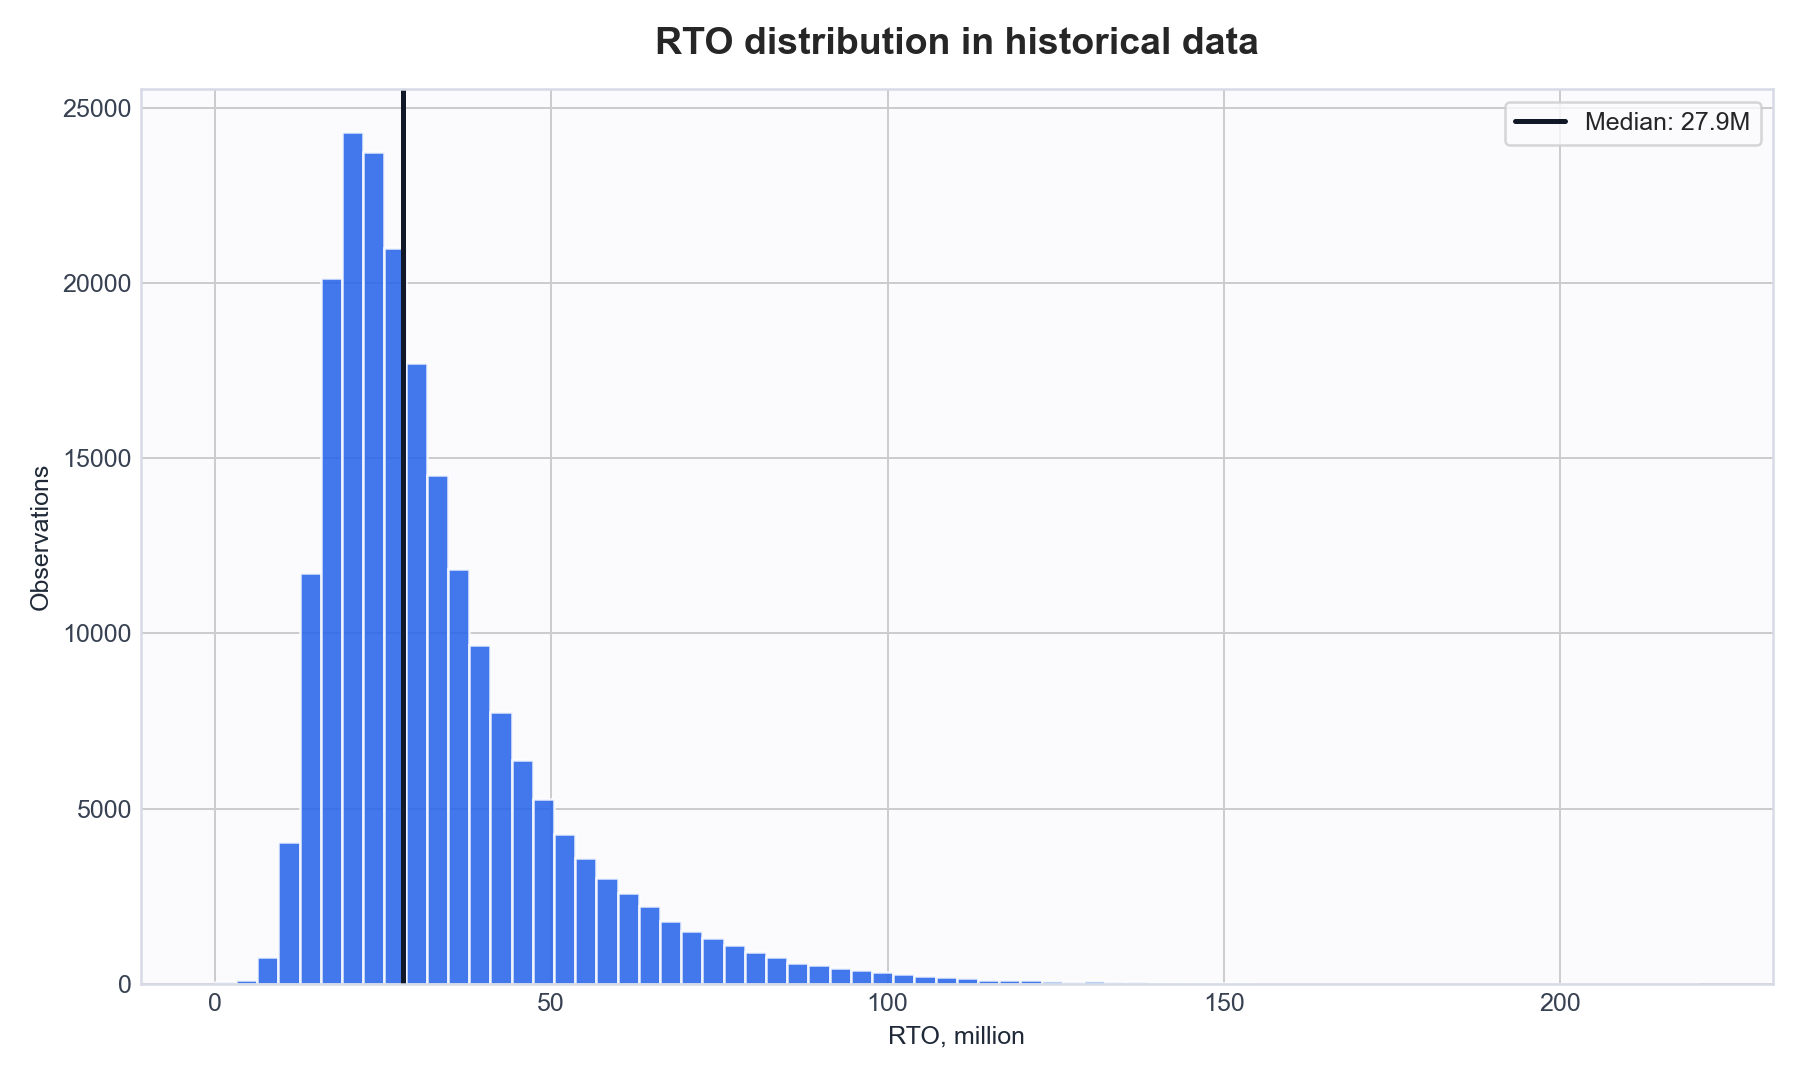 RTO distribution in historical data
Median: 27.9M
Observations
25000
20000
15000
10000
5000
0
0 50 100 150 200
RTO, million